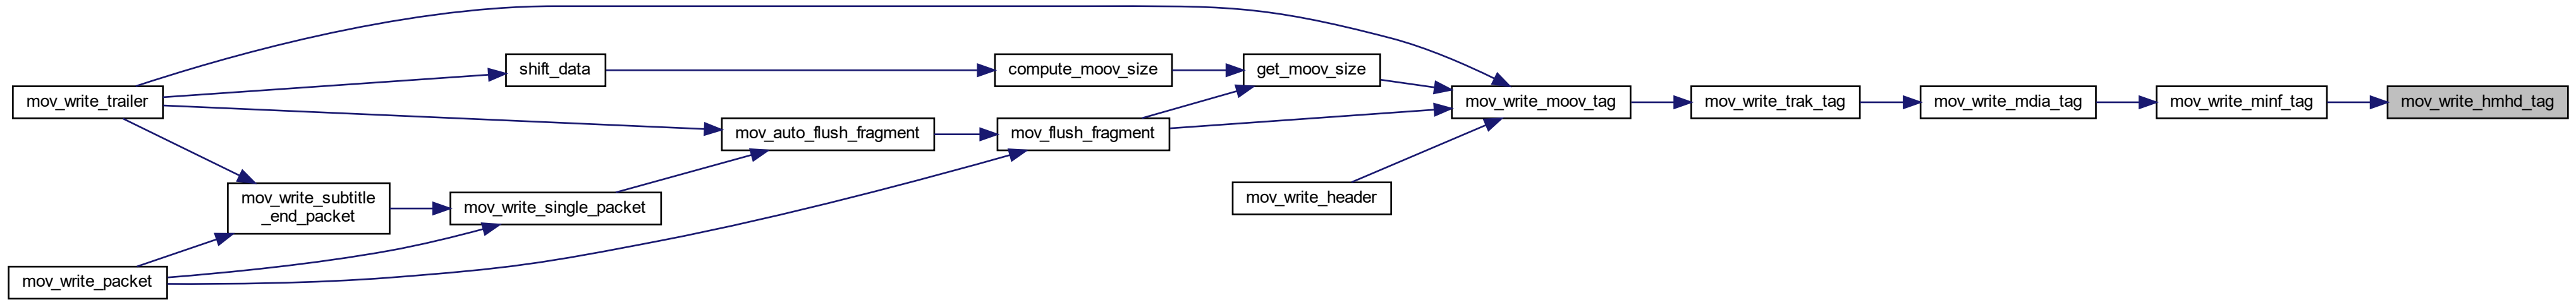 mov_write_trailer
shift_data
compute_moov_size
get_moov_size
mov_write_moov_tag
mov_write_trak_tag
mov_write_mdia_tag
mov_write_minf_tag
mov_write_hmhd_tag
mov_auto_flush_fragment
mov_flush_fragment
mov_write_subtitle
_end_packet
mov_write_single_packet
mov_write_header
mov_write_packet